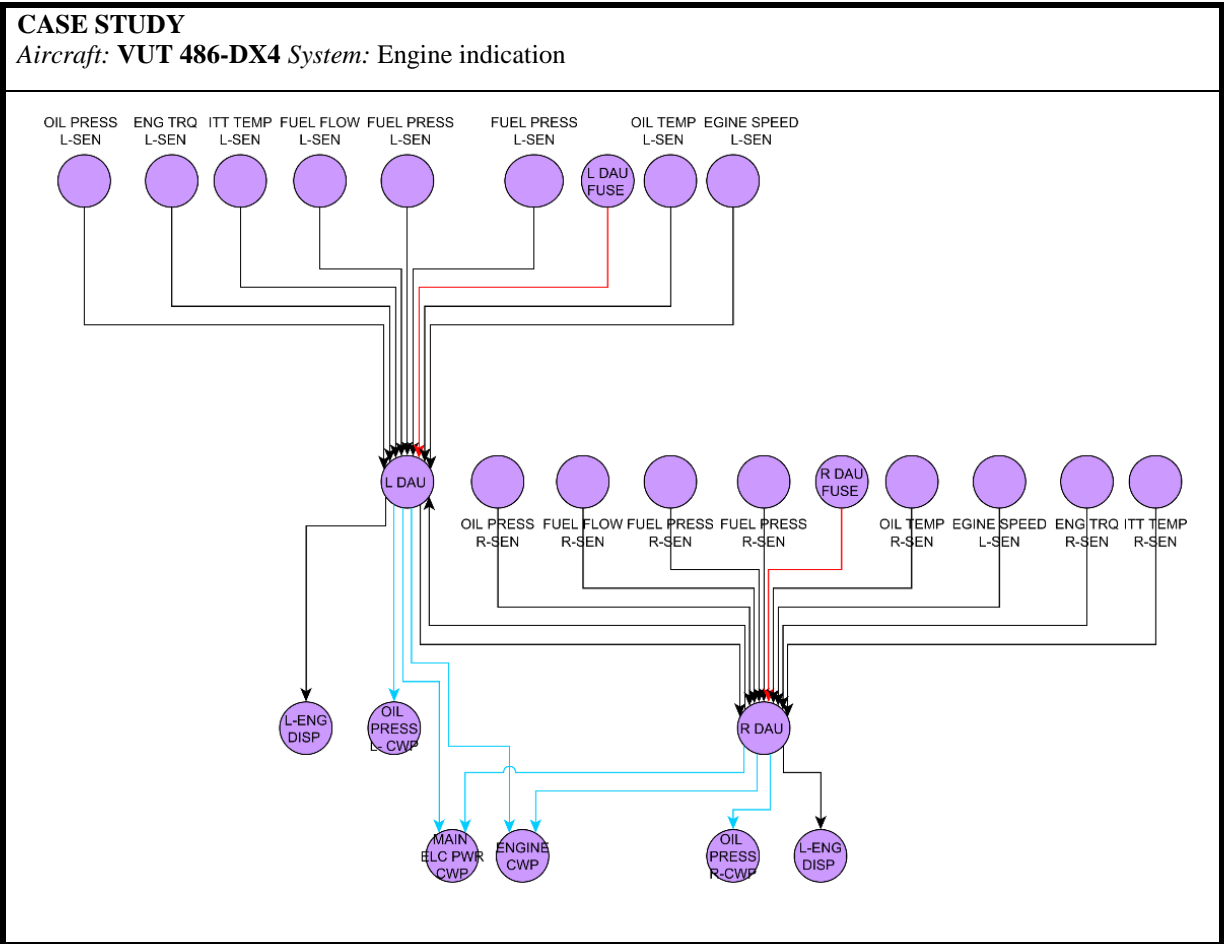 CASE STUDY
Aircraft: VUT 486-DX4 System: Engine indication
OIL PRESS
L-SEN
ENG TRQ
L-SEN
ITT TEMP
L-SEN
FUEL FLOW
L-SEN
FUEL PRESS
L-SEN
FUEL PRESS
L-SEN
L DAU
FUSE
OIL TEMP
L-SEN
EGINE SPEED
L-SEN
L DAU
OIL PRESS
R-SEN
FUEL FLOW
R-SEN
FUEL PRESS
R-SEN
FUEL PRESS
R-SEN
R DAU
FUSE
OIL TEMP
R-SEN
EGINE SPEED
L-SEN
ENG TRQ
R-SEN
ITT TEMP
R-SEN
L-ENG
DISP
OIL
PRESS
L- CWP
R DAU
MAIN
ELC PWR
CWP
ENGINE
CWP
OIL
PRESS
R-CWP
L-ENG
DISP